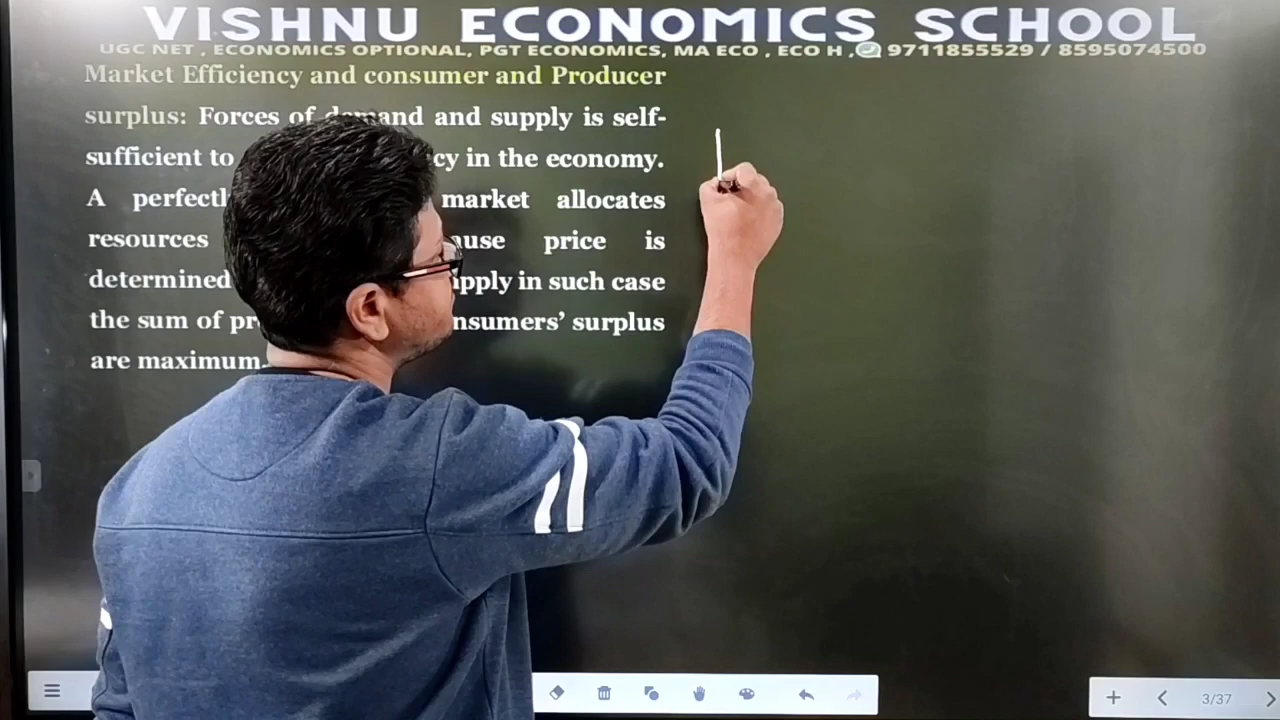 VISHNU ECONOMICS SCHOOL
UGC NET , ECONOMICS OPTIONAL, PGT ECONOMICS, MA ECO , ECO H , 9711855529 / 8595074500
Market Efficiency and consumer and Producer
surplus: Forces of demand and supply is self-
sufficient to in the economy.
A market allocates
resources price is
determined in such case
the sum of surplus
are maximum.
3/37